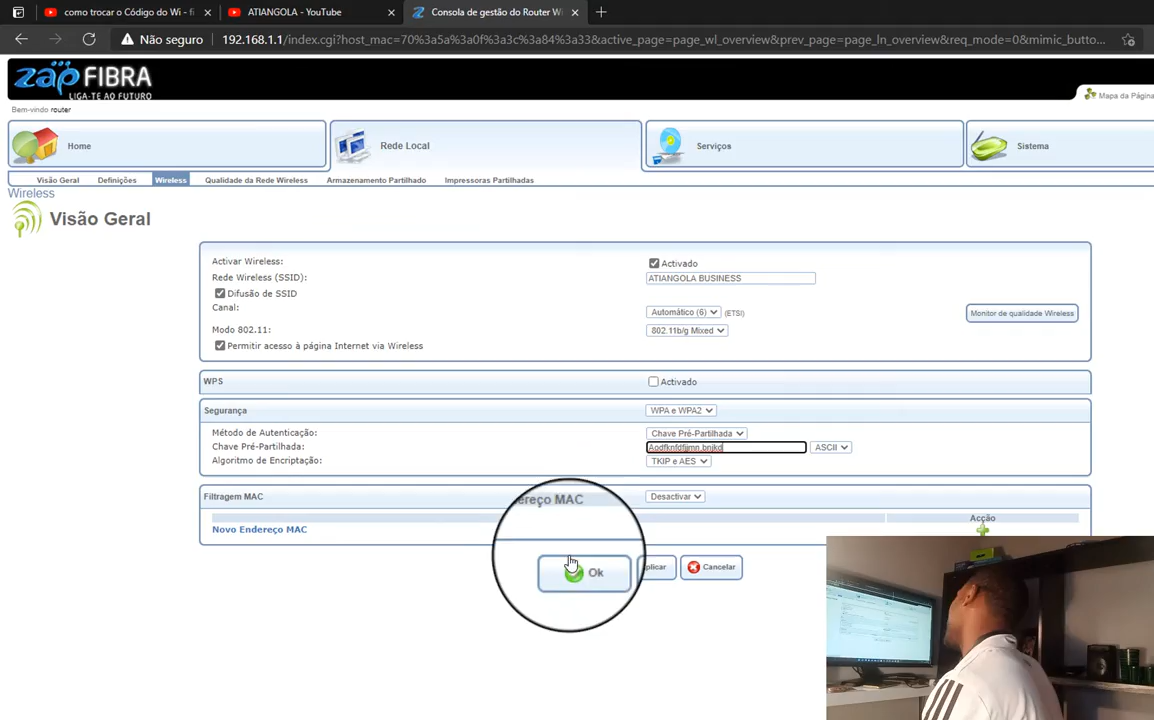 como trocar o Código do Wi - fi
ATIANGOLA - YouTube
Consola de gestão do Router Wi
Não seguro
192.168.1.1/index.cgi?host_mac=70%3a5a%3a0f%3a3c%3a84%3a33&active_page=page_wl_overview&prev_page=page_ln_overview&req_mode=0&mimic_butto...
zap FIBRA
LIGA-TE AO FUTURO
Mapa da Página
Bem-vindo router
Home
Rede Local
Serviços
Sistema
Visão Geral
Definições
Wireless
Qualidade da Rede Wireless
Armazenamento Partilhado
Impressoras Partilhadas
Wireless
Visão Geral
Activar Wireless:
Activado
Rede Wireless (SSID):
ATIANGOLA BUSINESS
Difusão de SSID
Canal:
Automático (6)
(ETSI)
Monitor de qualidade Wireless
Modo 802.11:
802.11b/g Mixed
Permitir acesso à página Internet via Wireless
WPS
Activado
Segurança
WPA e WPA2
Método de Autenticação:
Chave Pré-Partilhada
Chave Pré-Partilhada:
ASCII
Algoritmo de Encriptação:
TKIP e AES
Filtragem MAC
Desactivar
ereço MAC
Acção
Novo Endereço MAC
Ok
plicar
Cancelar